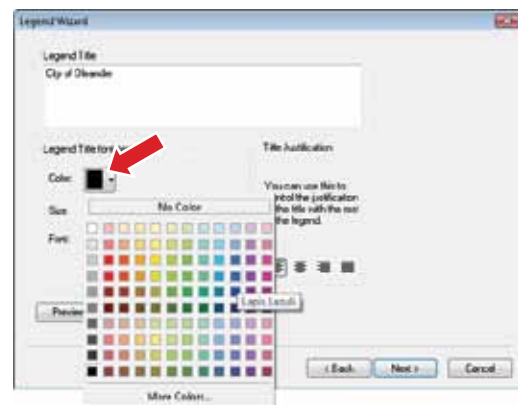 Legend Wizard
Legend Title
City of Oleander
Legend Title font
Title Justification
Color:
You can use this to
control the justification
the title with the rest
the legend.
Size:
No Color
Font:
Lapis Lazuli
Preview
More Colors...
< Back
Next >
Cancel